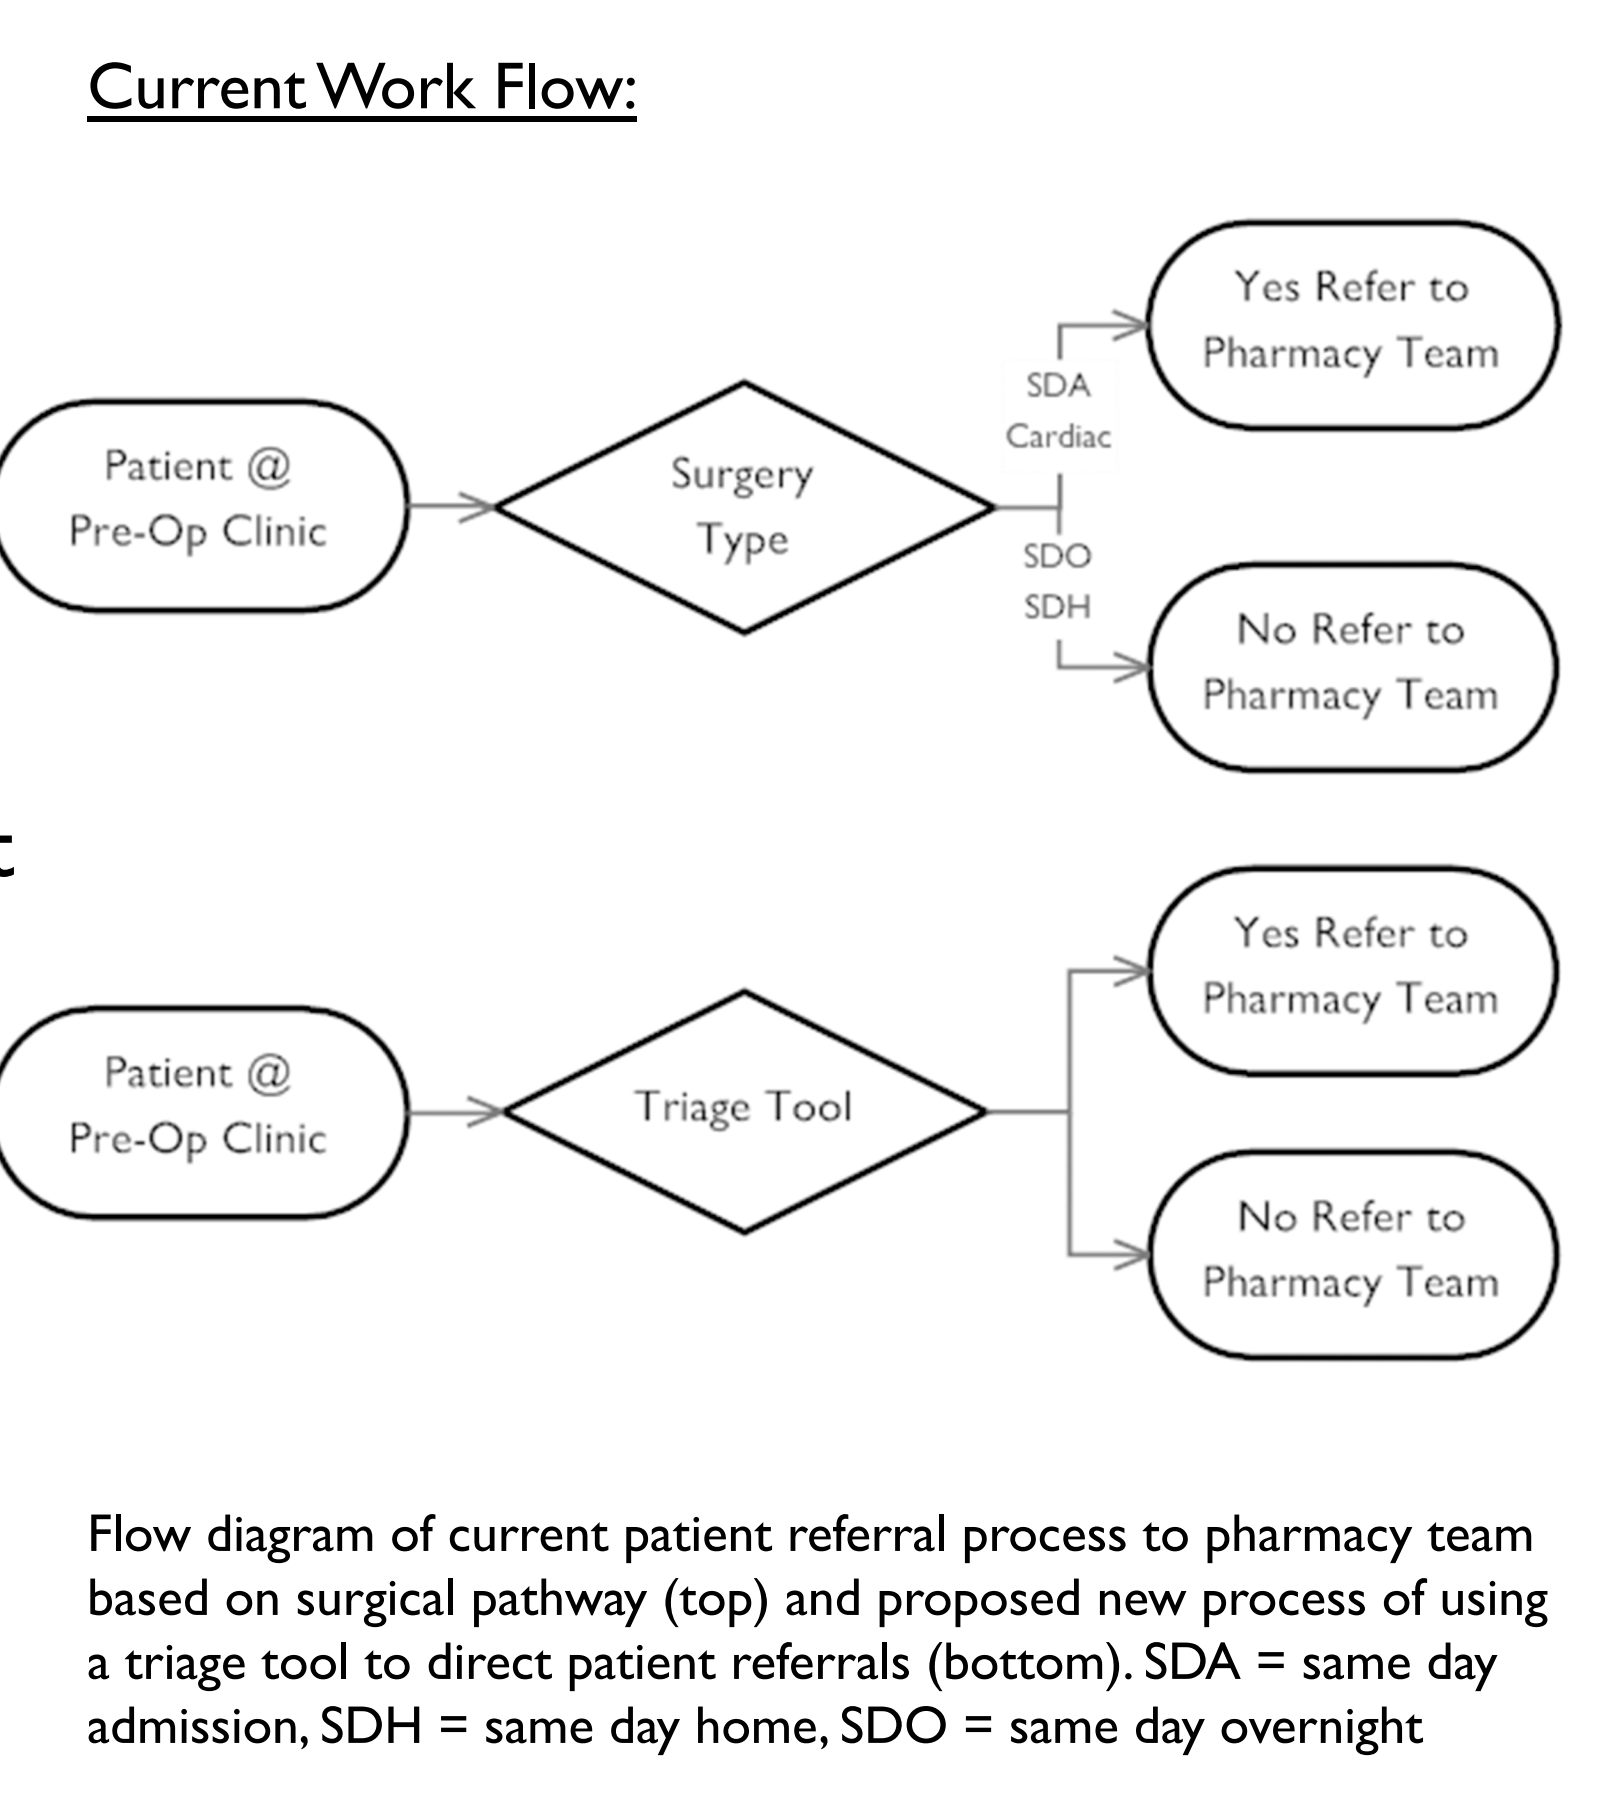 Current Work Flow:
Yes Refer to
Pharmacy Team
SDA
Cardiac
Patient @
Pre-Op Clinic
Surgery
Type
SDO
SDH
No Refer to
Pharmacy Team
t
Yes Refer to
Pharmacy Team
Patient @
Pre-Op Clinic
Triage Tool
No Refer to
Pharmacy Team
Flow diagram of current patient referral process to pharmacy team
based on surgical pathway (top) and proposed new process of using
a triage tool to direct patient referrals (bottom). SDA = same day
admission, SDH = same day home, SDO = same day overnight